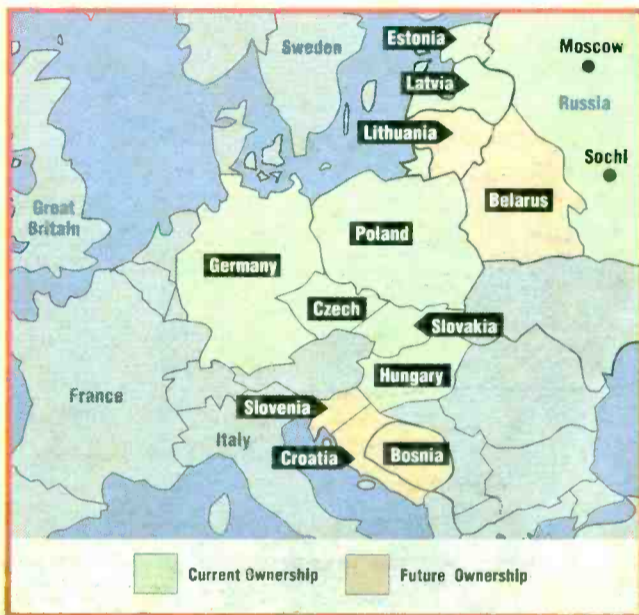 Sweden
Estonia
Moscow
Latvia
Russia
Lithuania
Sochi
Belarus
Great
Britain
Poland
Germany
Czech
Slovakia
Hungary
France
Slovenia
Italy
Croatia
Bosnia
Current Ownership
Future Ownership